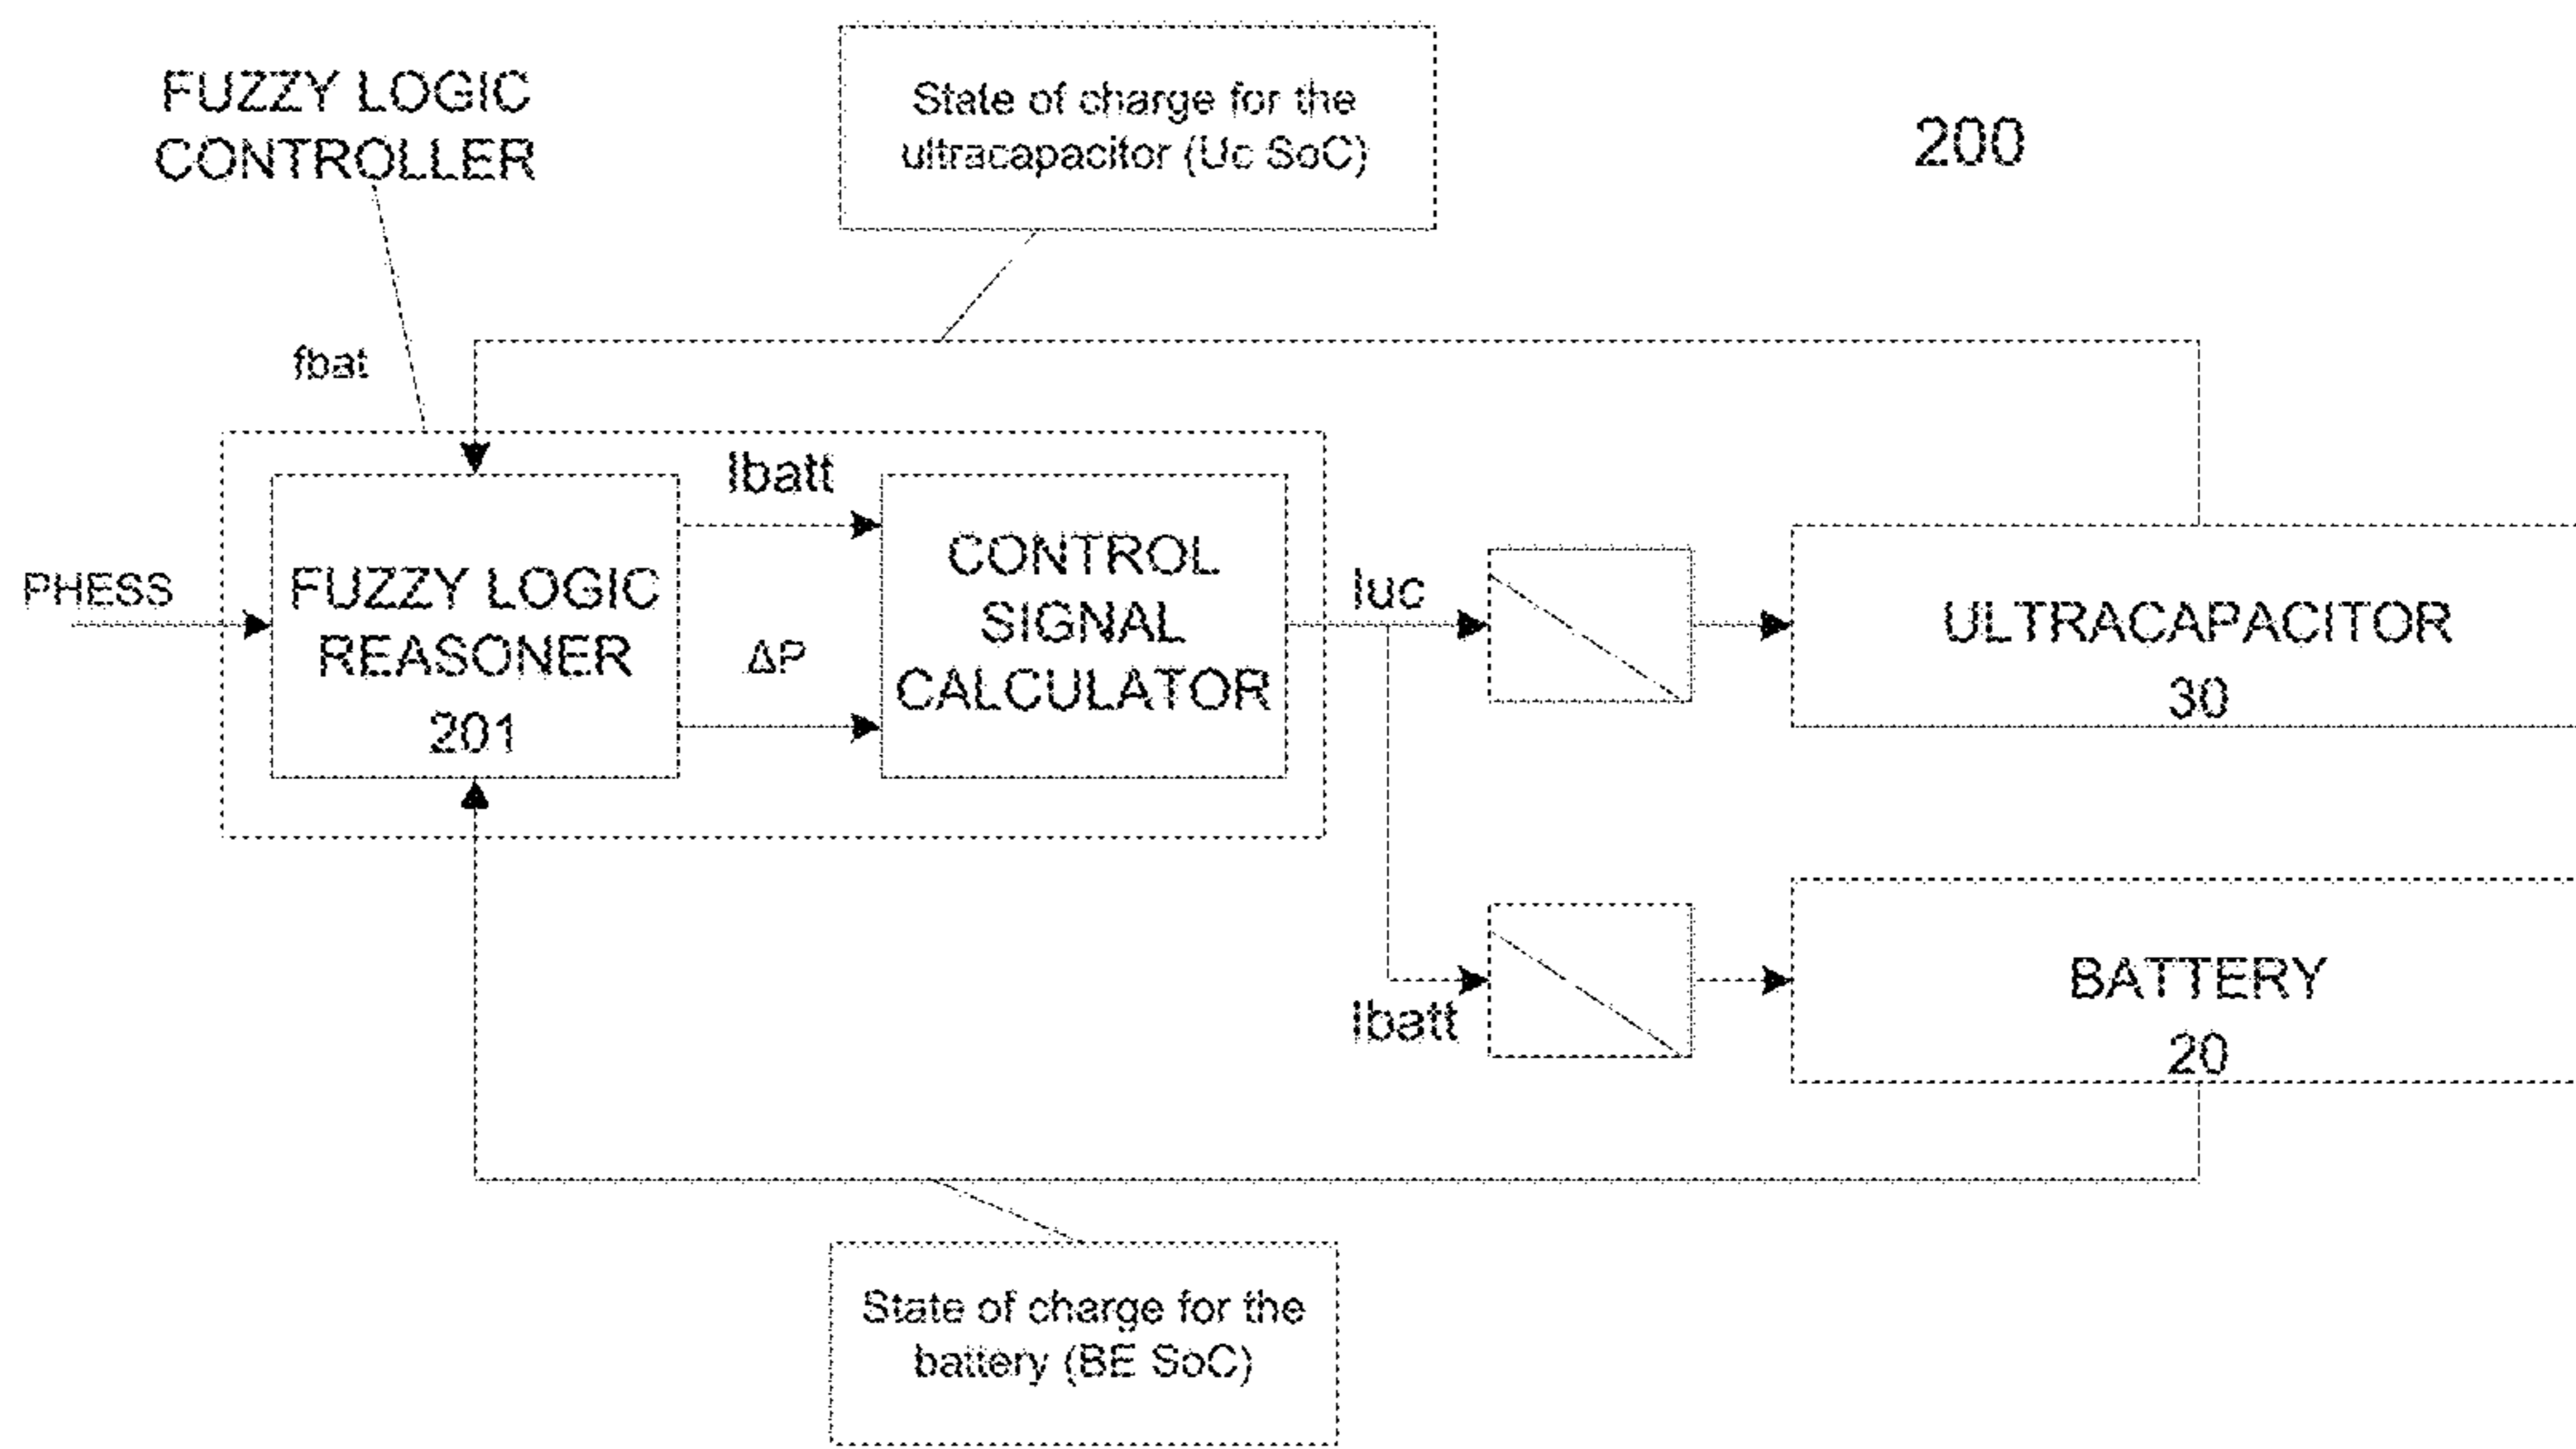 FUZZY LOGIC
CONTROLLER
State of charge for the
ultracapacitor (Uc SoC)
200
fbat
Ibatt
PHESS
FUZZY LOGIC
REASONER
201
ΔP
CONTROL
SIGNAL
CALCULATOR
Iuc
ULTRACAPACITOR
30
Ibatt
BATTERY
20
State of charge for the
battery (BE SoC)